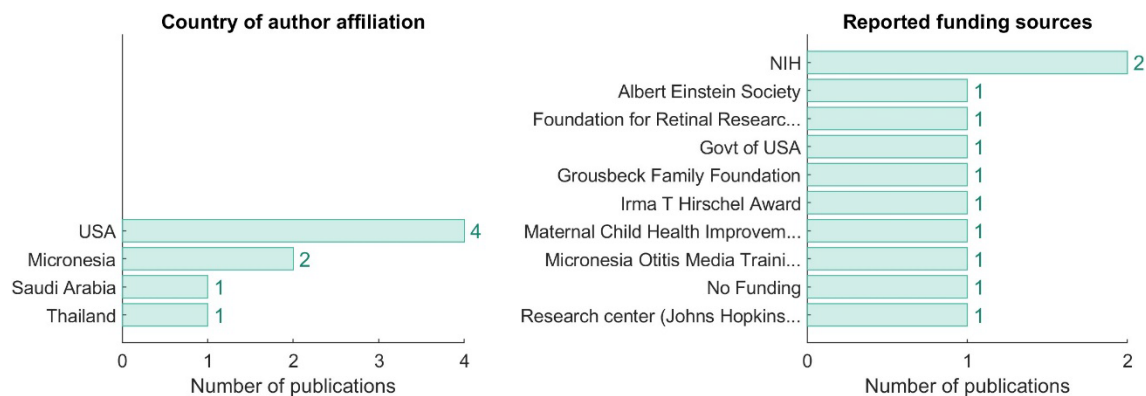 Country of author affiliation
USA 4
Micronesia 2
Saudi Arabia 1
Thailand 1
0 1 2 3 4
Number of publications
Reported funding sources
NIH 2
Albert Einstein Society 1
Foundation for Retinal Researc... 1
Govt of USA 1
Grousbeck Family Foundation 1
Irma T Hirschel Award 1
Maternal Child Health Improvem... 1
Micronesia Otitis Media Traini... 1
No Funding 1
Research center (Johns Hopkins... 1
0 1 2
Number of publications